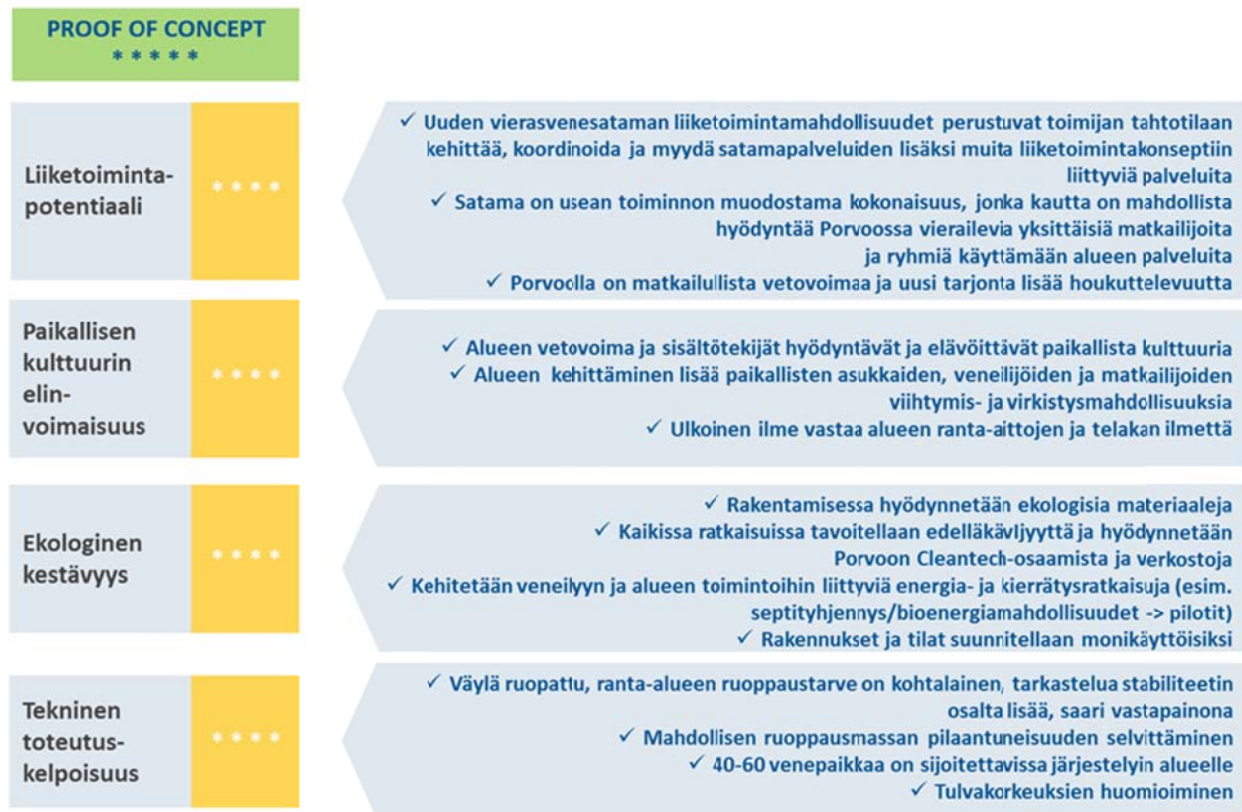 PROOF OF CONCEPT
* * * * *
Liiketoiminta-
potentiaali
* * * *
✓ Uuden vierasvenesataman liiketoimintamahdollisuudet perustuvat toimijan tahtotilaan
kehittää, koordinoida ja myydä satamapalveluiden lisäksi muita liiketoimintakonseptiin
liittyviä palveluita
✓ Satama on usean toiminnon muodostama kokonaisuus, jonka kautta on mahdollista
hyödyntää Porvoossa vierailevia yksittäisiä matkailijoita
ja ryhmiä käyttämään alueen palveluita
✓ Porvoolla on matkailullista vetovoimaa ja uusi tarjonta lisää houkuttelevuutta
Paikallisen
kulttuurin
elin-
voimaisuus
* * * *
✓ Alueen vetovoima ja sisältötekijät hyödyntävät ja elävöittävät paikallista kulttuuria
✓ Alueen kehittäminen lisää paikallisten asukkaiden, veneilijöiden ja matkailijoiden
viihtymis- ja virkistysmahdollisuuksia
✓ Ulkoinen ilme vastaa alueen ranta-aittojen ja telakan ilmettä
Ekologinen
kestävyys
* * * *
✓ Rakentamisessa hyödynnetään ekologisia materiaaleja
✓ Kaikissa ratkaisuissa tavoitellaan edelläkävijyyttä ja hyödynnetään
Porvoon Cleantech-osaamista ja verkostoja
✓ Kehitetään veneilyyn ja alueen toimintoihin liittyviä energia- ja kierrätysratkaisuja (esim.
septityhjennys/bioenergiamahdollisuudet -> pilotit)
✓ Rakennukset ja tilat suunnitellaan monikäyttöisiksi
Tekninen
toteutus-
kelpoisuus
* * * *
✓ Väylä ruopattu, ranta-alueen ruoppaustarve on kohtalainen, tarkastelua stabiliteetin
osalta lisää, saari vastapainona
✓ Mahdollisen ruoppausmassan pilaantuneisuuden selvittäminen
✓ 40-60 venepaikkaa on sijoitettavissa järjestelyin alueelle
✓ Tulvakorkeuksien huomioiminen